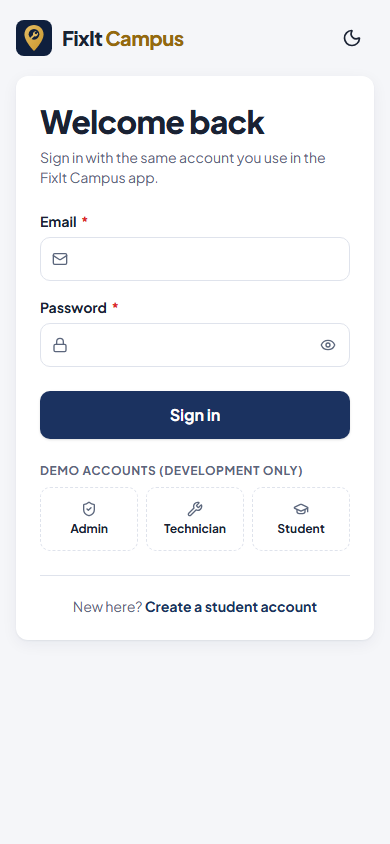 FixIt Campus
Welcome back
Sign in with the same account you use in the
FixIt Campus app.
Email *
Password *
Sign in
DEMO ACCOUNTS (DEVELOPMENT ONLY)
Admin
Technician
Student
New here? Create a student account